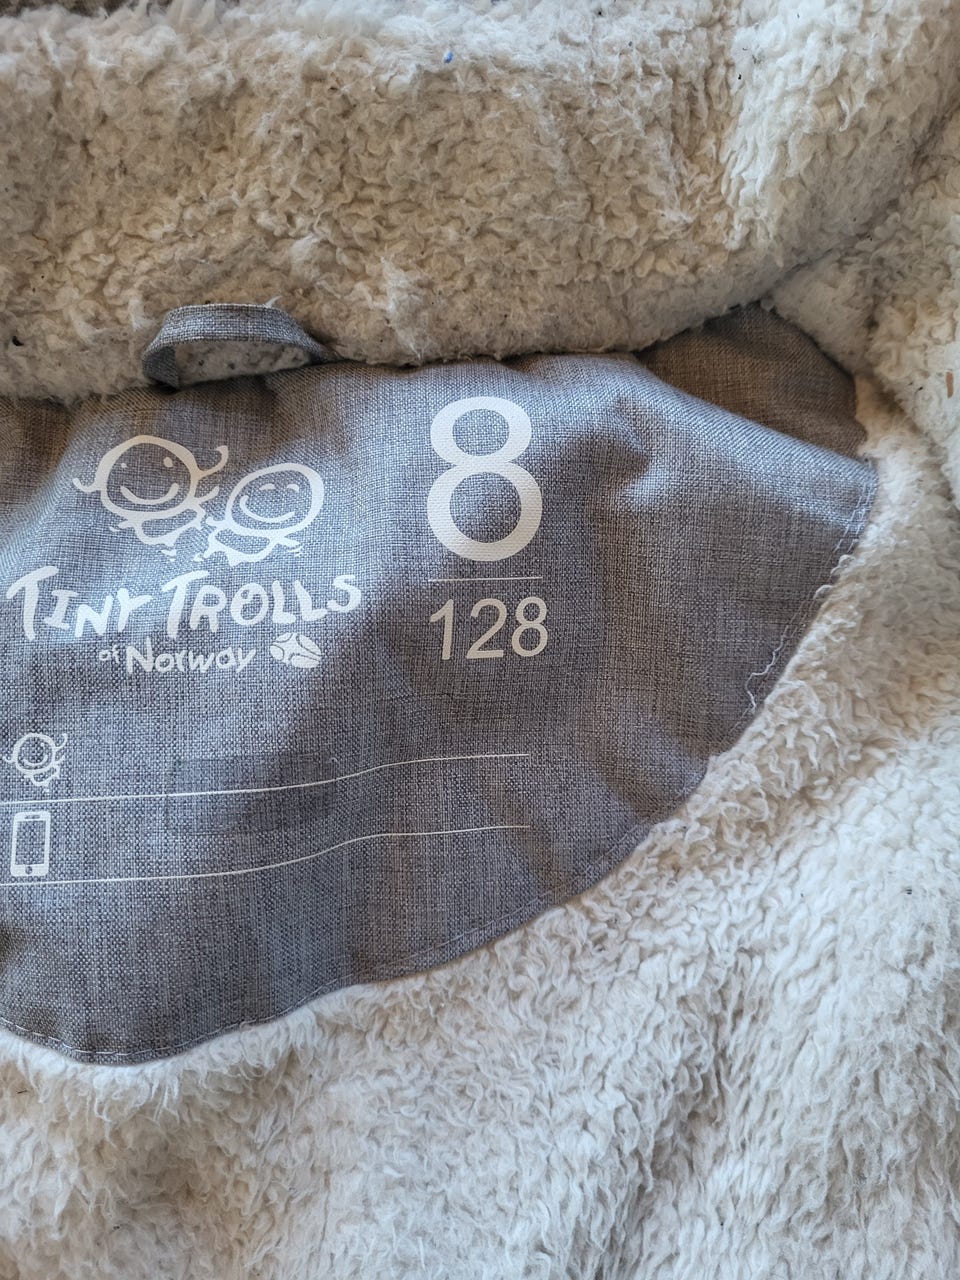 8
128
TINY TROLLS
of Norway